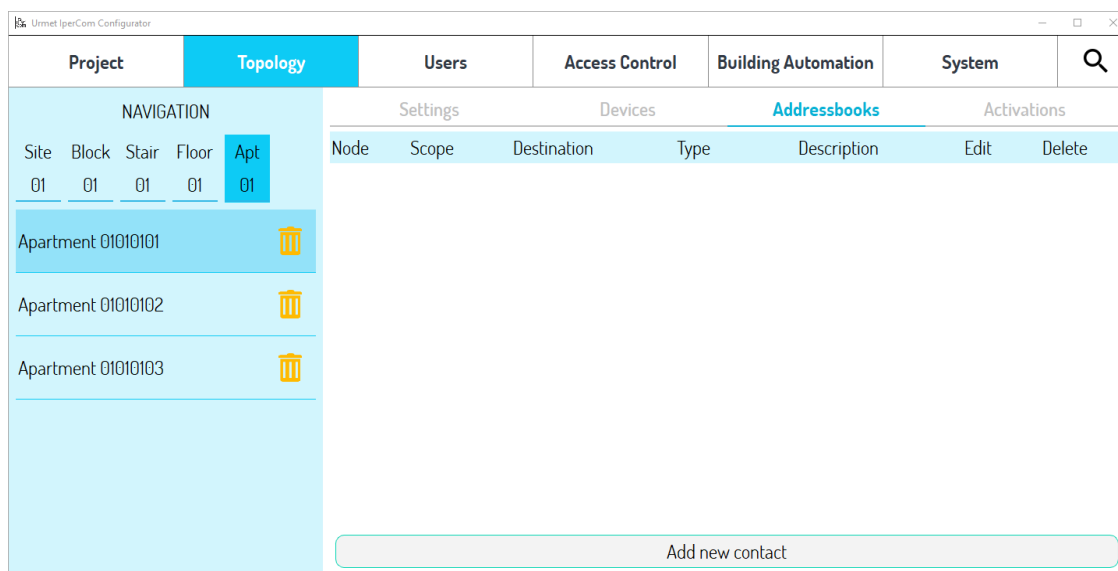 Urmet IperCom Configurator
Project Topology Users Access Control Building Automation System
NAVIGATION
Settings Devices Addressbooks Activations
Site Block Stair Floor Apt
01 01 01 01 01
Node Scope Destination Type Description Edit Delete
Apartment 01010101
Apartment 01010102
Apartment 01010103
Add new contact